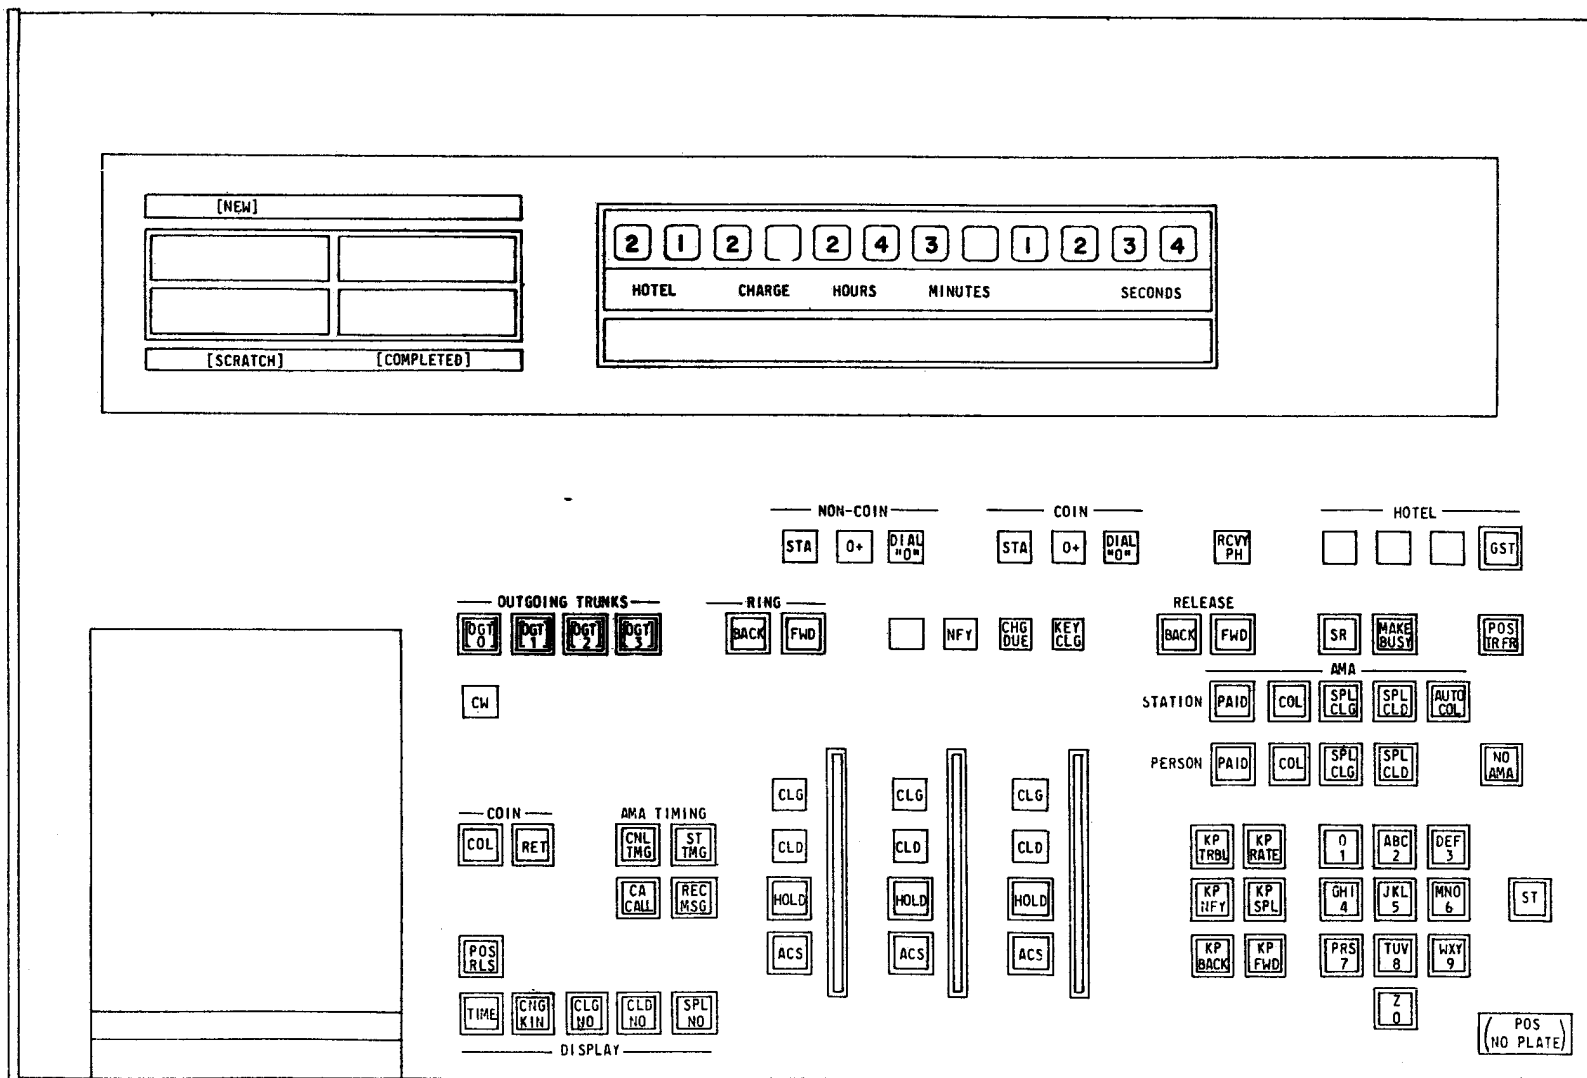 [NEW]
2 1 2 2 4 3 1 2 3 4
HOTEL CHARGE HOURS MINUTES SECONDS
[SCRATCH] [COMPLETED]
NON-COIN COIN HOTEL
STA 0+ DIAL "0" STA 0+ DIAL "0" RCVY PH GST
OUTGOING TRUNKS RING RELEASE
OGT 0 OGT 1 OGT 2 OGT 3 BACK FWD NFY CHG DUE KEY CLG BACK FWD SR MAKE BUSY POS TRFR
AMA
CW STATION PAID COL SPL CLG SPL CLD AUTO COL
PERSON PAID COL SPL CLG SPL CLD NO AMA
CLG CLG CLG
COIN AMA TIMING
COL RET CNL TMG ST TMG CLD CLD CLD KP TRBL KP RATE 0 1 ABC 2 DEF 3
CA CALL REC MSG HOLD HOLD HOLD KP NFY KP SPL GHI 4 JKL 5 MNO 6 ST
POS RLS ACS ACS ACS KP BACK KP FWD PRS 7 TUV 8 WXY 9
TIME CNG KIN CLG NO CLD NO SPL NO Z 0
DISPLAY
(POS NO PLATE)